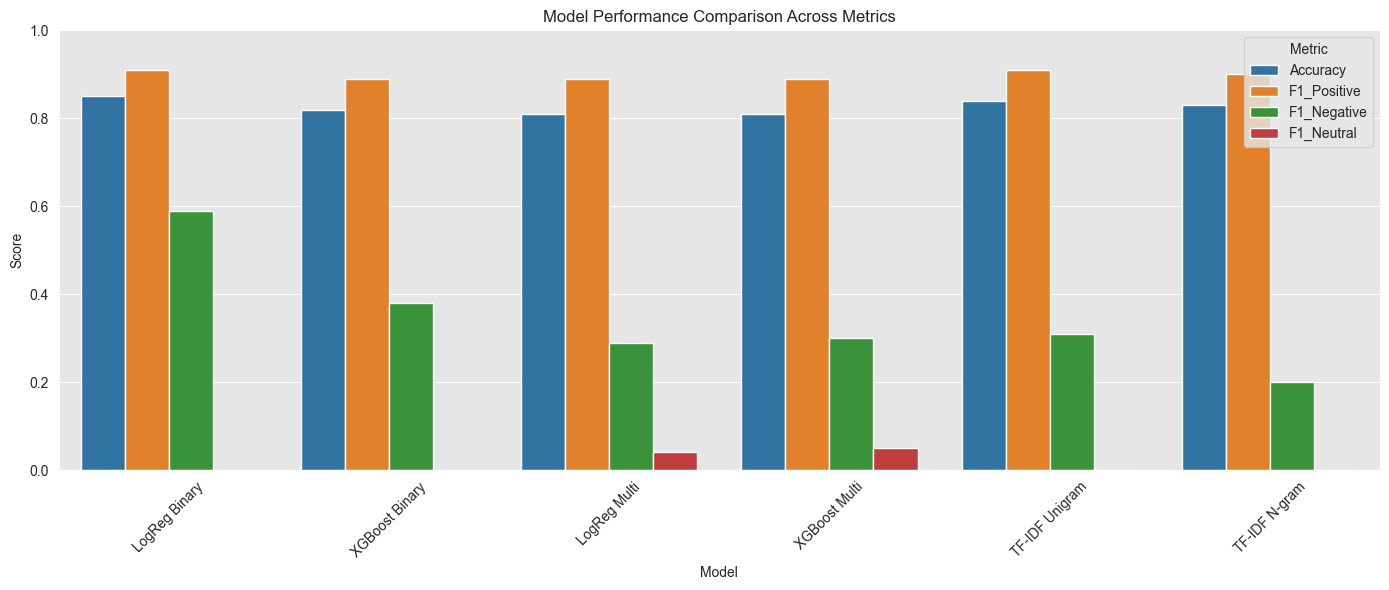 Model Performance Comparison Across Metrics
Metric
Accuracy
F1_Positive
F1_Negative
F1_Neutral
Score
1.0
0.8
0.6
0.4
0.2
0.0
LogReg Binary
XGBoost Binary
LogReg Multi
XGBoost Multi
TF-IDF Unigram
TF-IDF N-gram
Model